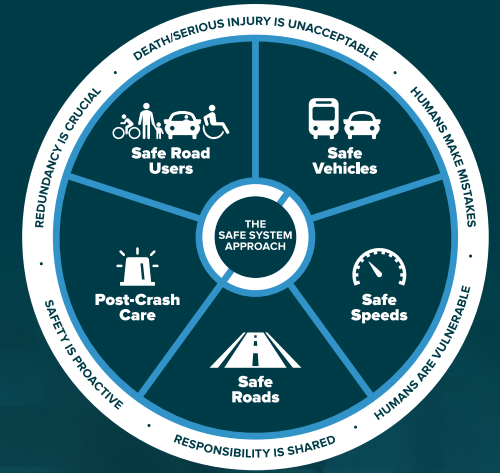 DEATH/SERIOUS INJURY IS UNACCEPTABLE
HUMANS MAKE MISTAKES
HUMANS ARE VULNERABLE
RESPONSIBILITY IS SHARED
SAFETY IS PROACTIVE
REDUNDANCY IS CRUCIAL
Safe Road
Users
Safe
Vehicles
Safe
Speeds
Safe
Roads
Post-Crash
Care
THE
SAFE SYSTEM
APPROACH